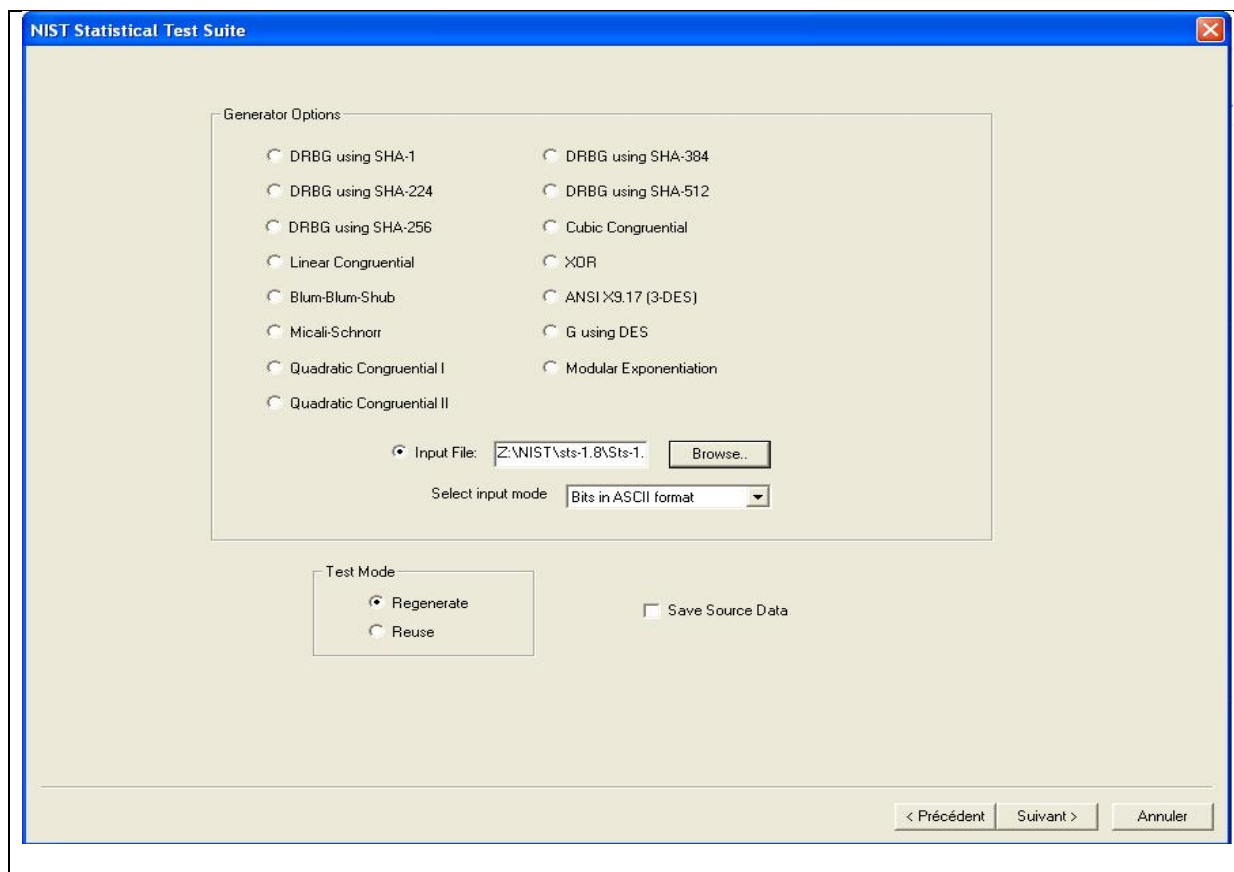 NIST Statistical Test Suite
Generator Options
DRBG using SHA-1
DRBG using SHA-224
DRBG using SHA-256
Linear Congruential
Blum-Blum-Shub
Micali-Schnorr
Quadratic Congruential I
Quadratic Congruential II
DRBG using SHA-384
DRBG using SHA-512
Cubic Congruential
XOR
ANSI X9.17 (3-DES)
G using DES
Modular Exponentiation
Input File: Z:\NIST\sts-1.8\Sts-1. Browse..
Select input mode Bits in ASCII format
Test Mode
Regenerate
Reuse
Save Source Data
< Précédent Suivant > Annuler